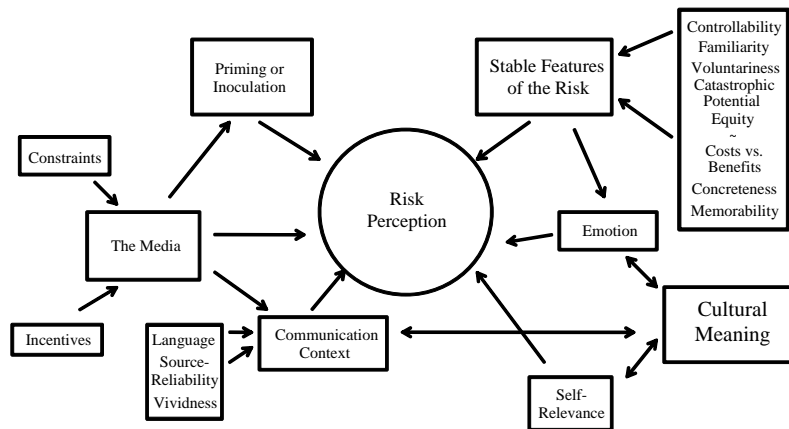 Priming or
Inoculation
Stable Features
of the Risk
Controllability
Familiarity
Voluntariness
Catastrophic
Potential
Equity
~
Costs vs.
Benefits
Concreteness
Memorability
Constraints
Risk
Perception
The Media
Emotion
Incentives
Language
Source-
Reliability
Vividness
Communication
Context
Cultural
Meaning
Self-
Relevance